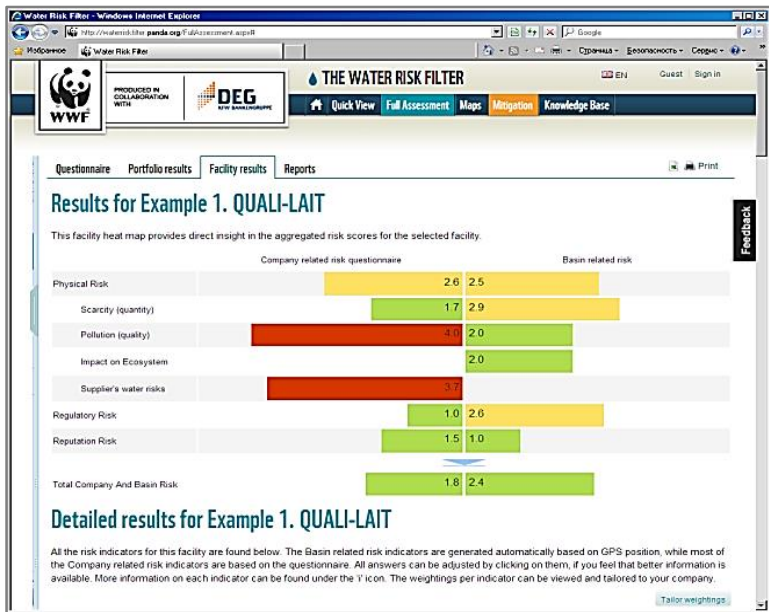 Water Risk Filter - Windows Internet Explorer
http://waterriskfilter.panda.org/FullAssessment.aspx#
Google
Избранное
Water Risk Filter
Страница
Безопасность
Сервис
WWF
PRODUCED IN COLLABORATION WITH
DEG
KFW BANKENGRUPPE
THE WATER RISK FILTER
EN
Guest
Sign in
Quick View
Full Assessment
Maps
Mitigation
Knowledge Base
Questionnaire
Portfolio results
Facility results
Reports
Print
Results for Example 1. QUALI-LAIT
This facility heat map provides direct insight in the aggregated risk scores for the selected facility.
Company related risk questionnaire
Basin related risk
Physical Risk 2.6 2.5
Scarcity (quantity) 1.7 2.9
Pollution (quality) 4.0 2.0
Impact on Ecosystem 2.0
Supplier's water risks 3.7
Regulatory Risk 1.0 2.6
Reputation Risk 1.5 1.0
Total Company And Basin Risk 1.8 2.4
Feedback
Detailed results for Example 1. QUALI-LAIT
All the risk indicators for this facility are found below. The Basin related risk indicators are generated automatically based on GPS position, while most of
the Company related risk indicators are based on the questionnaire. All answers can be adjusted by clicking on them, if you feel that better information is
available. More information on each indicator can be found under the 'i' icon. The weightings per indicator can be viewed and tailored to your company.
Tailor weightings